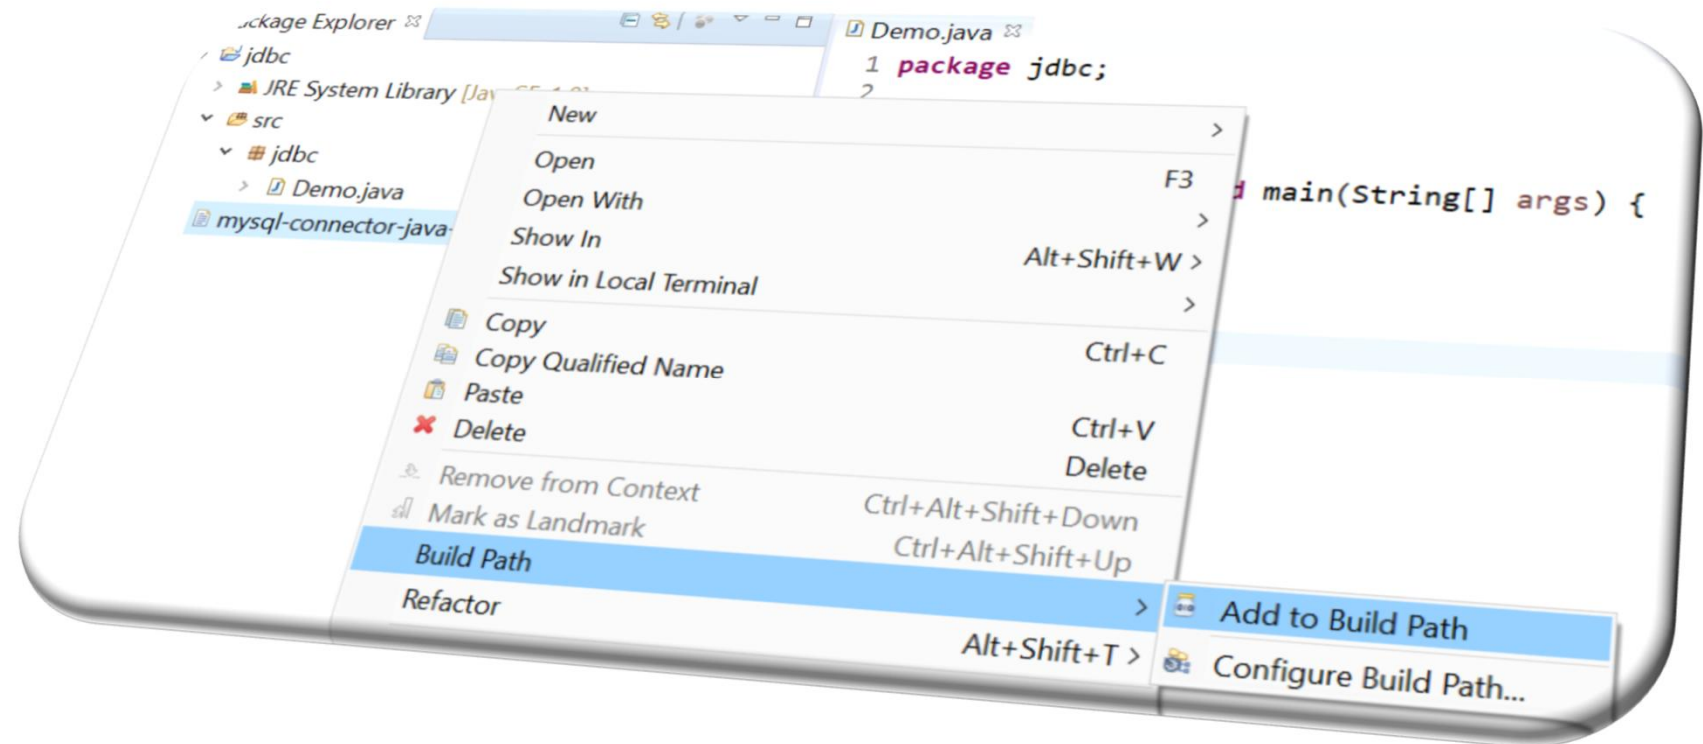 Package Explorer
Demo.java
jdbc
1 package jdbc;
JRE System Library
2
src
jdbc
Demo.java
main(String[] args) {
mysql-connector-java-
New
Open F3
Open With
Show In Alt+Shift+W
Show in Local Terminal
Copy Ctrl+C
Copy Qualified Name
Paste Ctrl+V
Delete Delete
Remove from Context Ctrl+Alt+Shift+Down
Mark as Landmark Ctrl+Alt+Shift+Up
Build Path
Refactor Alt+Shift+T
Add to Build Path
Configure Build Path...